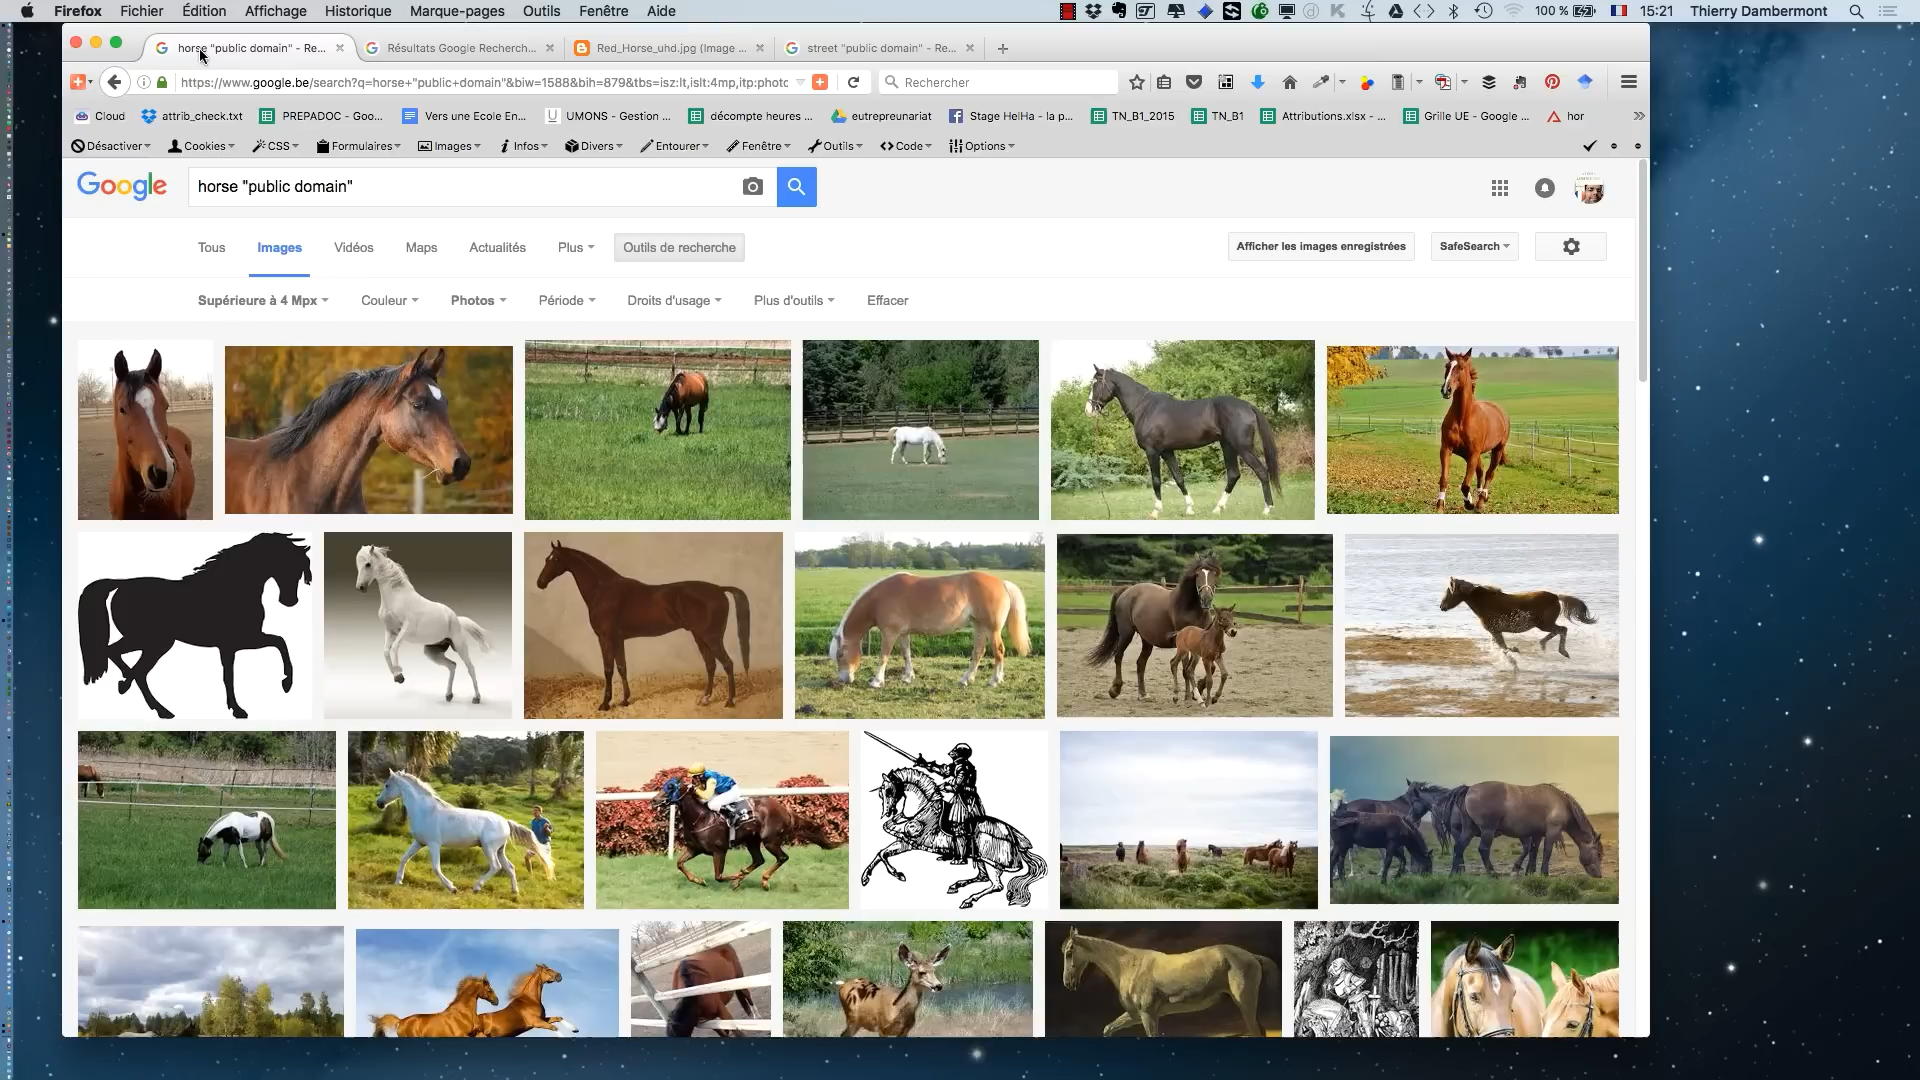 Firefox Fichier Édition Affichage Historique Marque-pages Outils Fenêtre Aide 100 % 15:21 Thierry Dambermont
horse "public domain" - Re... Résultats Google Recherch... Red_Horse_uhd.jpg (Image ... street "public domain" - Re...
https://www.google.be/search?q=horse+"public+domain"&biw=1588&bih=879&tbs=isz:lt,islt:4mp,itp:photo Rechercher
Cloud attrib_check.txt PREPADOC - Goo... Vers une Ecole En... UMONS - Gestion ... décompte heures ... eutrepreunariat Stage HelHa - la p... TN_B1_2015 TN_B1 Attributions.xlsx - ... Grille UE - Google ... hor
Désactiver Cookies CSS Formulaires Images Infos Divers Entourer Fenêtre Outils Code Options
Google horse "public domain"
Tous Images Vidéos Maps Actualités Plus Outils de recherche Afficher les images enregistrées SafeSearch
Supérieure à 4 Mpx Couleur Photos Période Droits d'usage Plus d'outils Effacer